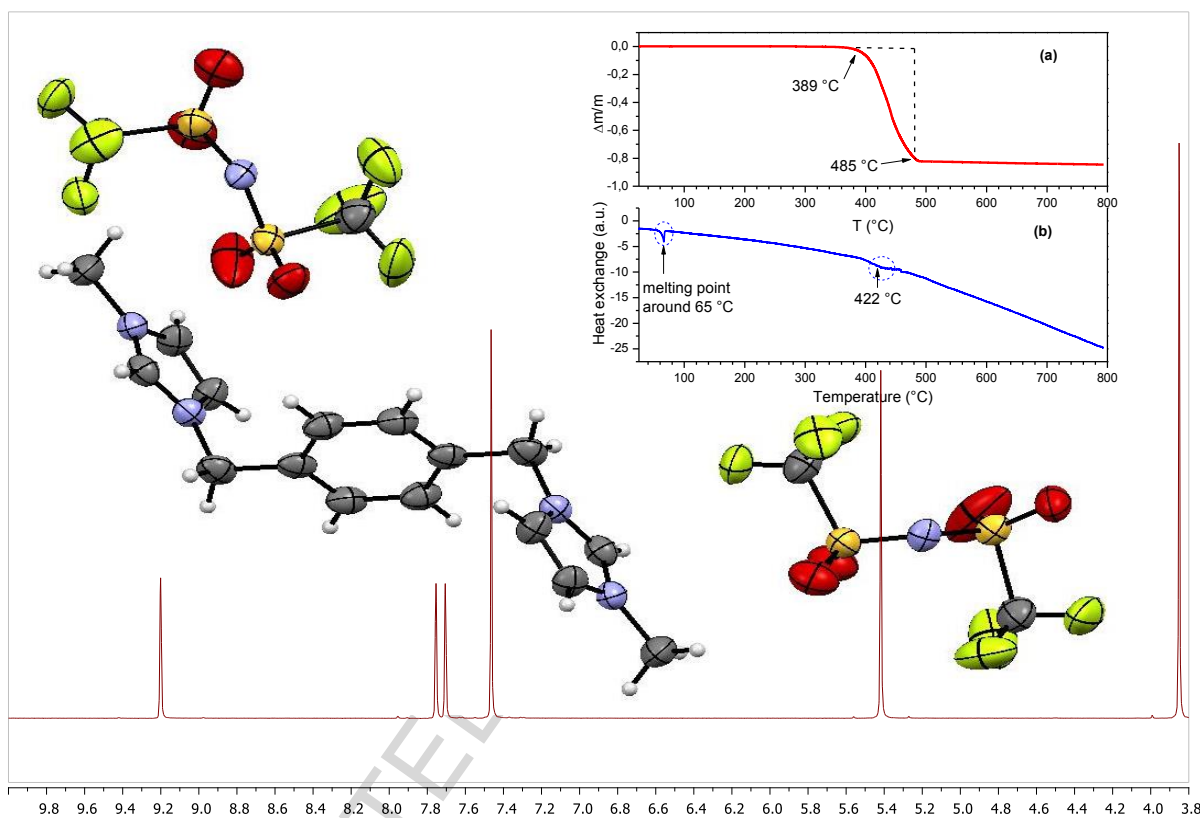 (a)
0,0
-0,2
-0,4
-0,6
-0,8
-1,0
Δm/m
389 °C
485 °C
100 200 300 400 500 600 700 800
T (°C)
(b)
0
-5
-10
-15
-20
-25
Heat exchange (a.u.)
melting point
around 65 °C
422 °C
100 200 300 400 500 600 700 800
Temperature (°C)
9.8 9.6 9.4 9.2 9.0 8.8 8.6 8.4 8.2 8.0 7.8 7.6 7.4 7.2 7.0 6.8 6.6 6.4 6.2 6.0 5.8 5.6 5.4 5.2 5.0 4.8 4.6 4.4 4.2 4.0 3.8